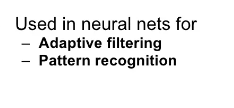 Used in neural nets for
– Adaptive filtering
– Pattern recognition